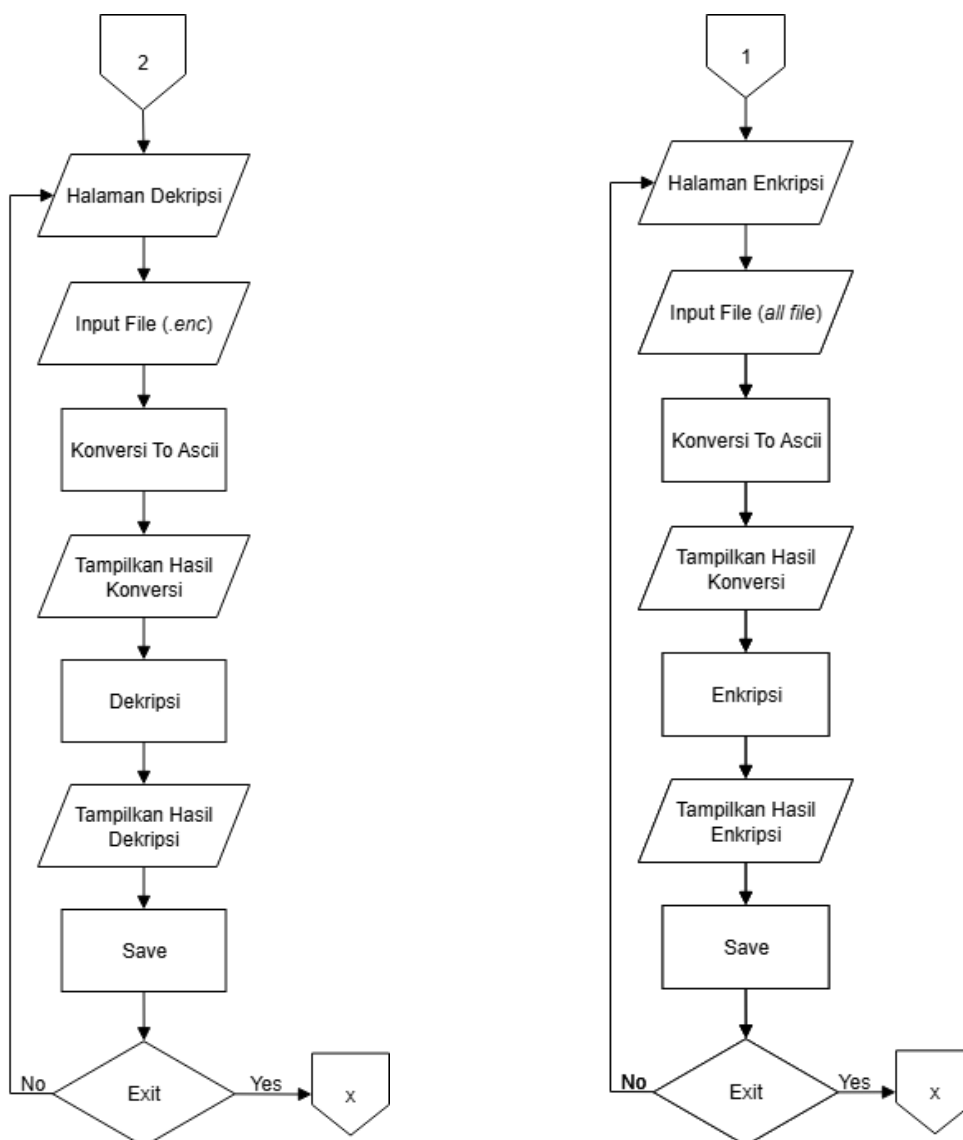 2
Halaman Dekripsi
Input File (.enc)
Konversi To Ascii
Tampilkan Hasil
Konversi
Dekripsi
Tampilkan Hasil
Dekripsi
Save
Exit
No
Yes
x
1
Halaman Enkripsi
Input File (all file)
Konversi To Ascii
Tampilkan Hasil
Konversi
Enkripsi
Tampilkan Hasil
Enkripsi
Save
Exit
No
Yes
x